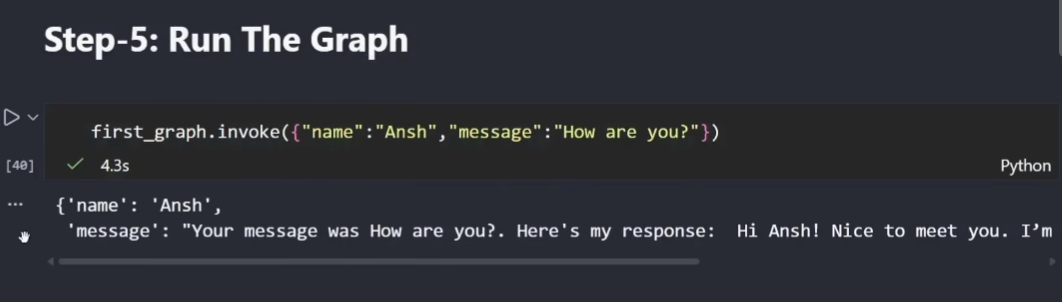 Step-5: Run The Graph
first_graph.invoke({"name":"Ansh","message":"How are you?"})
[40]
4.3s
Python
...
{'name': 'Ansh',
'message': "Your message was How are you?. Here's my response:  Hi Ansh! Nice to meet you. I’m